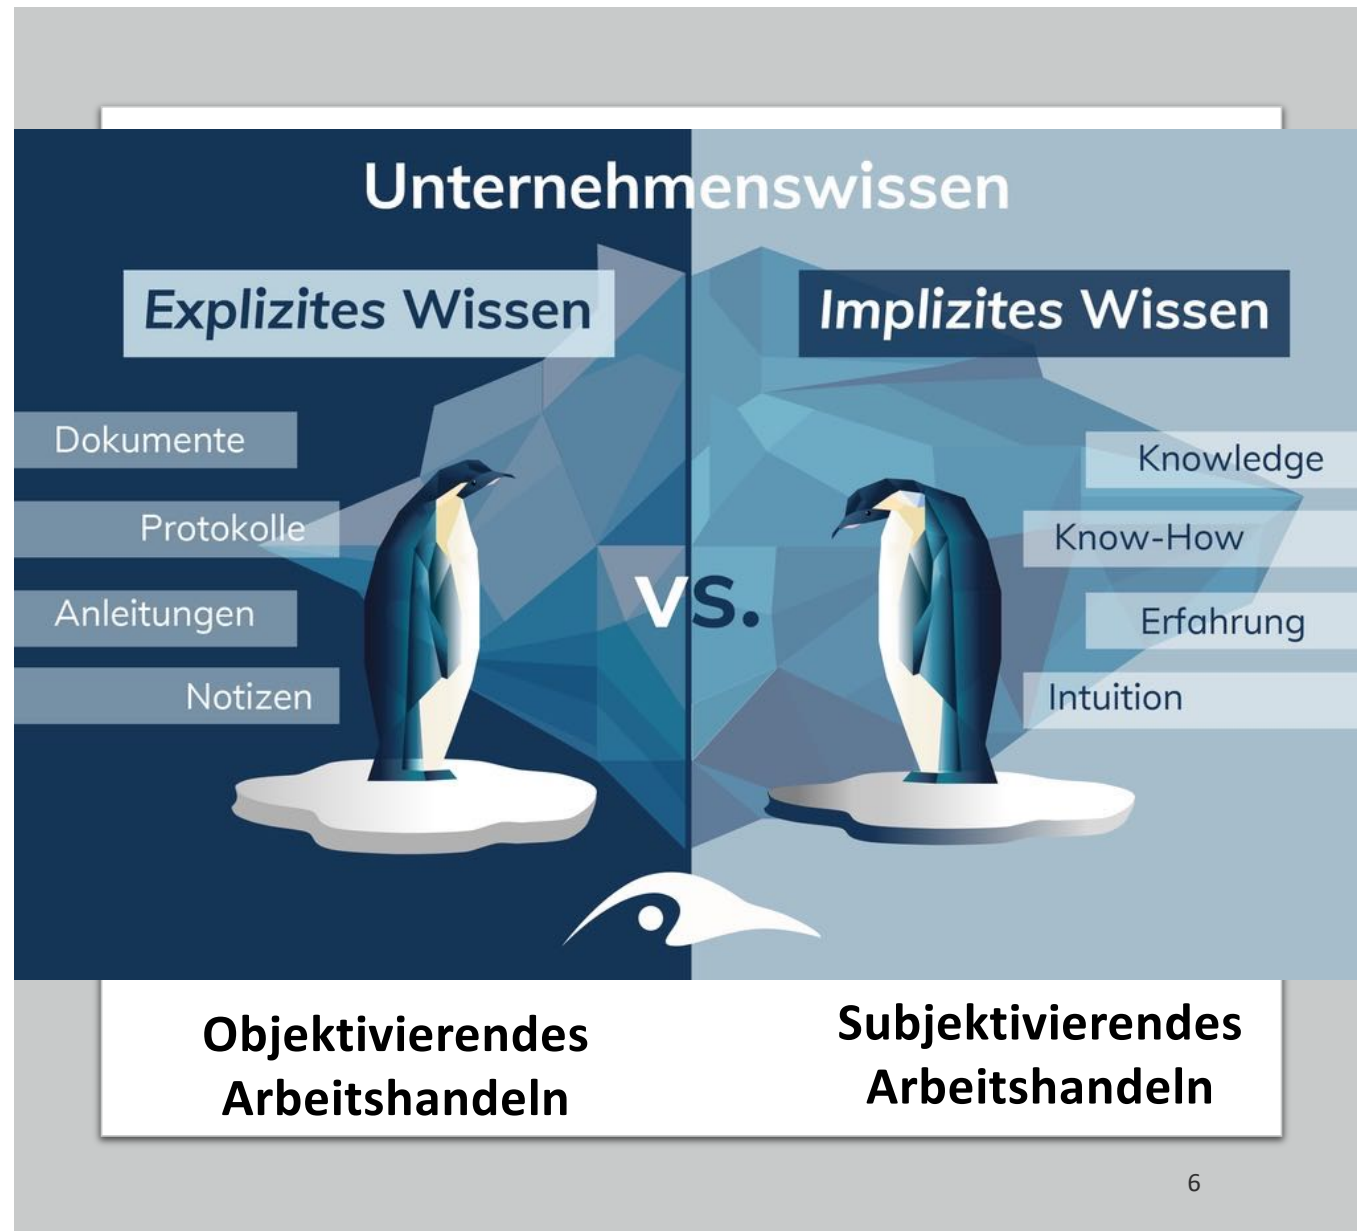 Unternehmenswissen
Explizites Wissen
Dokumente
Protokolle
Anleitungen
Notizen
vs.
Implizites Wissen
Knowledge
Know-How
Erfahrung
Intuition
Objektivierendes
Arbeitshandeln
Subjektivierendes
Arbeitshandeln
6